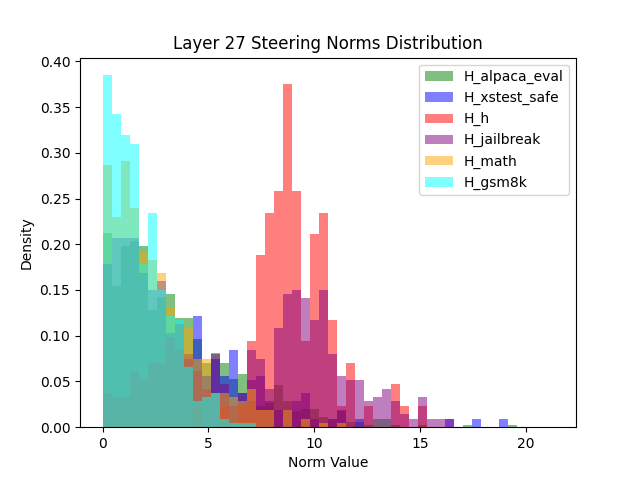 Layer 27 Steering Norms Distribution
0.40
0.35
0.30
0.25
0.20
0.15
0.10
0.05
0.00
Density
0 5 10 15 20
Norm Value
H_alpaca_eval
H_xstest_safe
H_h
H_jailbreak
H_math
H_gsm8k